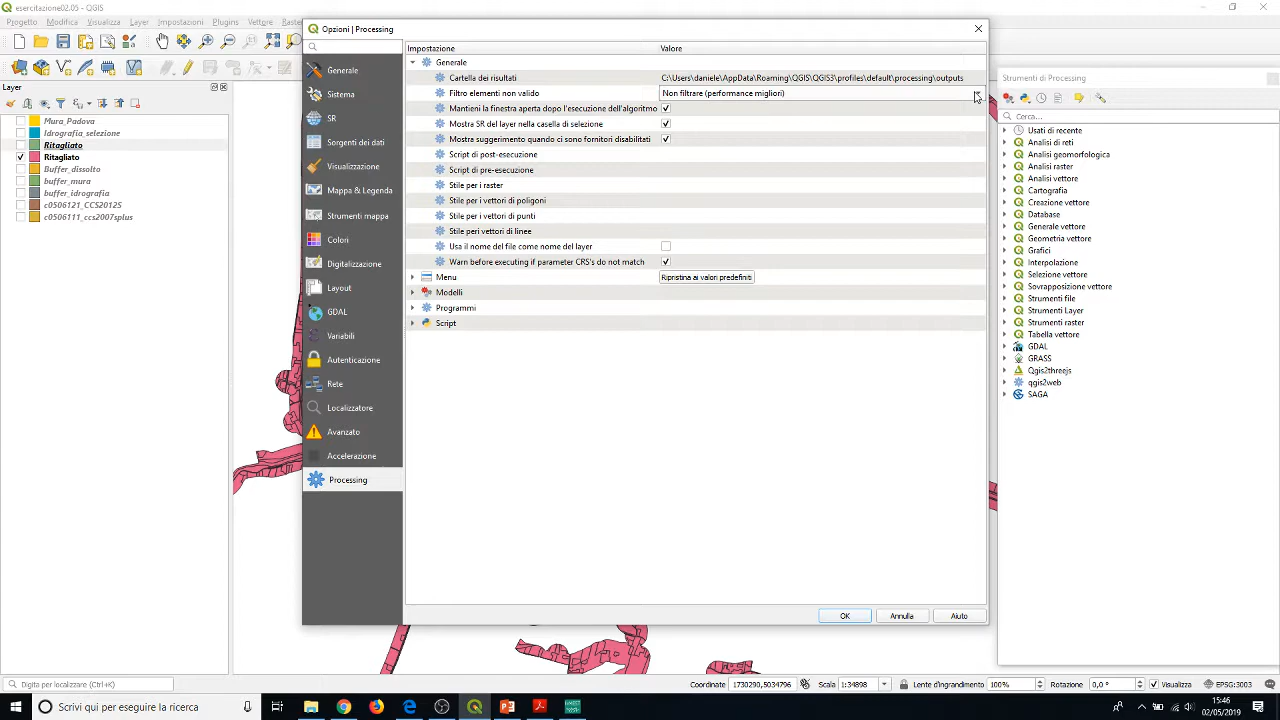 esercitazione02.05 — QGIS
Progetto Modifica Visualizza Layer Impostazioni Plugins Vettore Raster
Opzioni | Processing
Layer
Mura_Padova
Idrografia_selezione
Ritagliato
Ritagliato
Buffer_dissolto
buffer_mura
buffer_idrografia
c0506121_CCS2012S
c0506111_ccs2007splus
Generale
Sistema
SR
Sorgenti dei dati
Visualizzazione
Mappa & Legenda
Strumenti mappa
Colori
Digitalizzazione
Layout
GDAL
Variabili
Autenticazione
Rete
Localizzatore
Avanzato
Accelerazione
Processing
Impostazione Valore
Generale
Cartella dei risultati C:\Users\daniele\AppData\Roaming\QGIS\QGIS3\profiles\default\processing\outputs
Filtro elementi non valido Non filtrare (performance migliori)
Mantieni la finestra aperta dopo l'esecuzione dell'algoritmo
Mostra SR del layer nella casella di selezione
Mostra suggerimento quando ci sono fornitori disabilitati
Script di post-esecuzione
Script di pre-esecuzione
Stile per i raster
Stile per i vettori di poligoni
Stile per i vettori di punti
Stile peri vettori di linee
Usa il nome del file come nome del layer
Warn before executing if parameter CRS's do not match
Menu Ripristina ai valori predefiniti
Modelli
Programmi
Script
OK Annulla Aiuto
Strumenti di Processing
Cerca...
Usati di recente
Analisi di reti
Analisi geomorfologica
Analisi raster
Analisi vettore
Cartografia
Creazione vettore
Database
Generale vettore
Geometria vettore
Grafici
Interpolazione
Selezione vettore
Sovrapposizione vettore
Strumenti file
Strumenti Layer
Strumenti raster
Tabella vettore
GDAL
GRASS
Qgis2threejs
qgis2web
SAGA
Digita per localizzare (Ctrl+K) Coordinate 1730290,5034796 Scala 1:34898 Lente d'ingrandimento 100% Rotazione 0,0 ° Visualizza EPSG:3003
Scrivi qui per eseguire la ricerca
15:46
02/05/2019